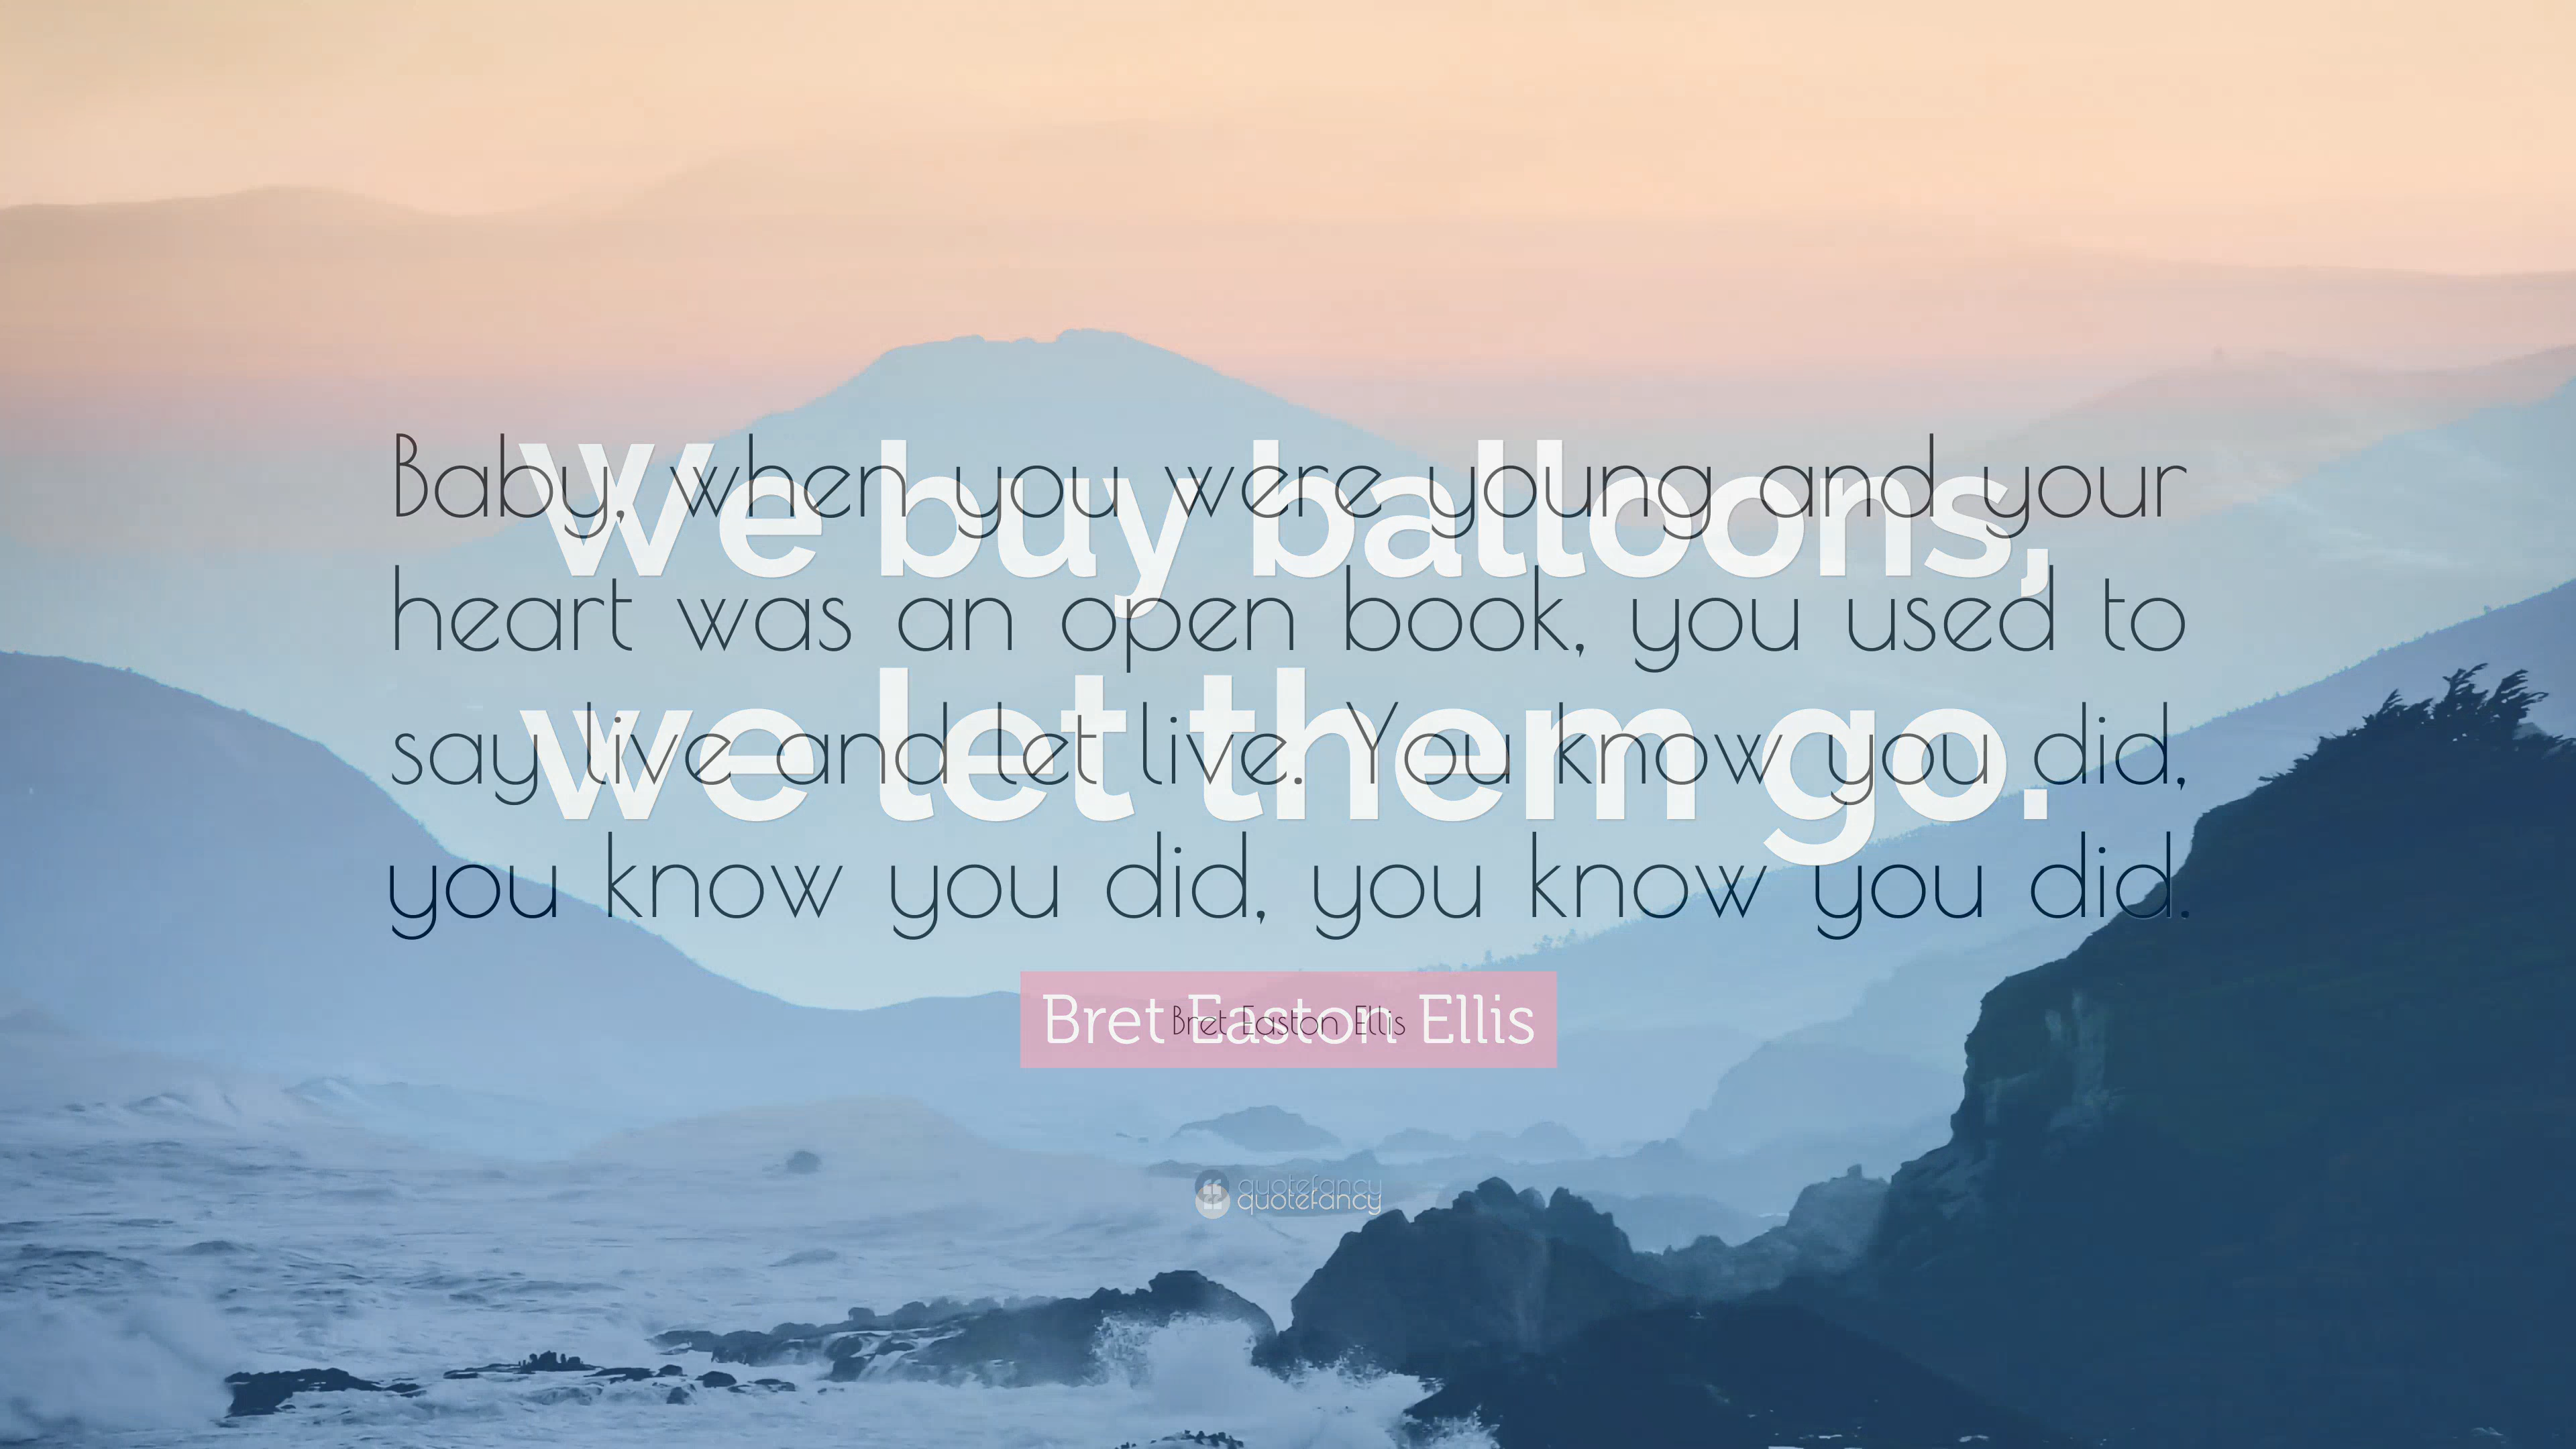 Baby, when you were young and your
heart was an open book, you used to
say live and let live. You know you did,
you know you did, you know you did.
Bret Easton Ellis
We buy balloons,
we let them go.
Bret Easton Ellis
quotefancy
quotefancy